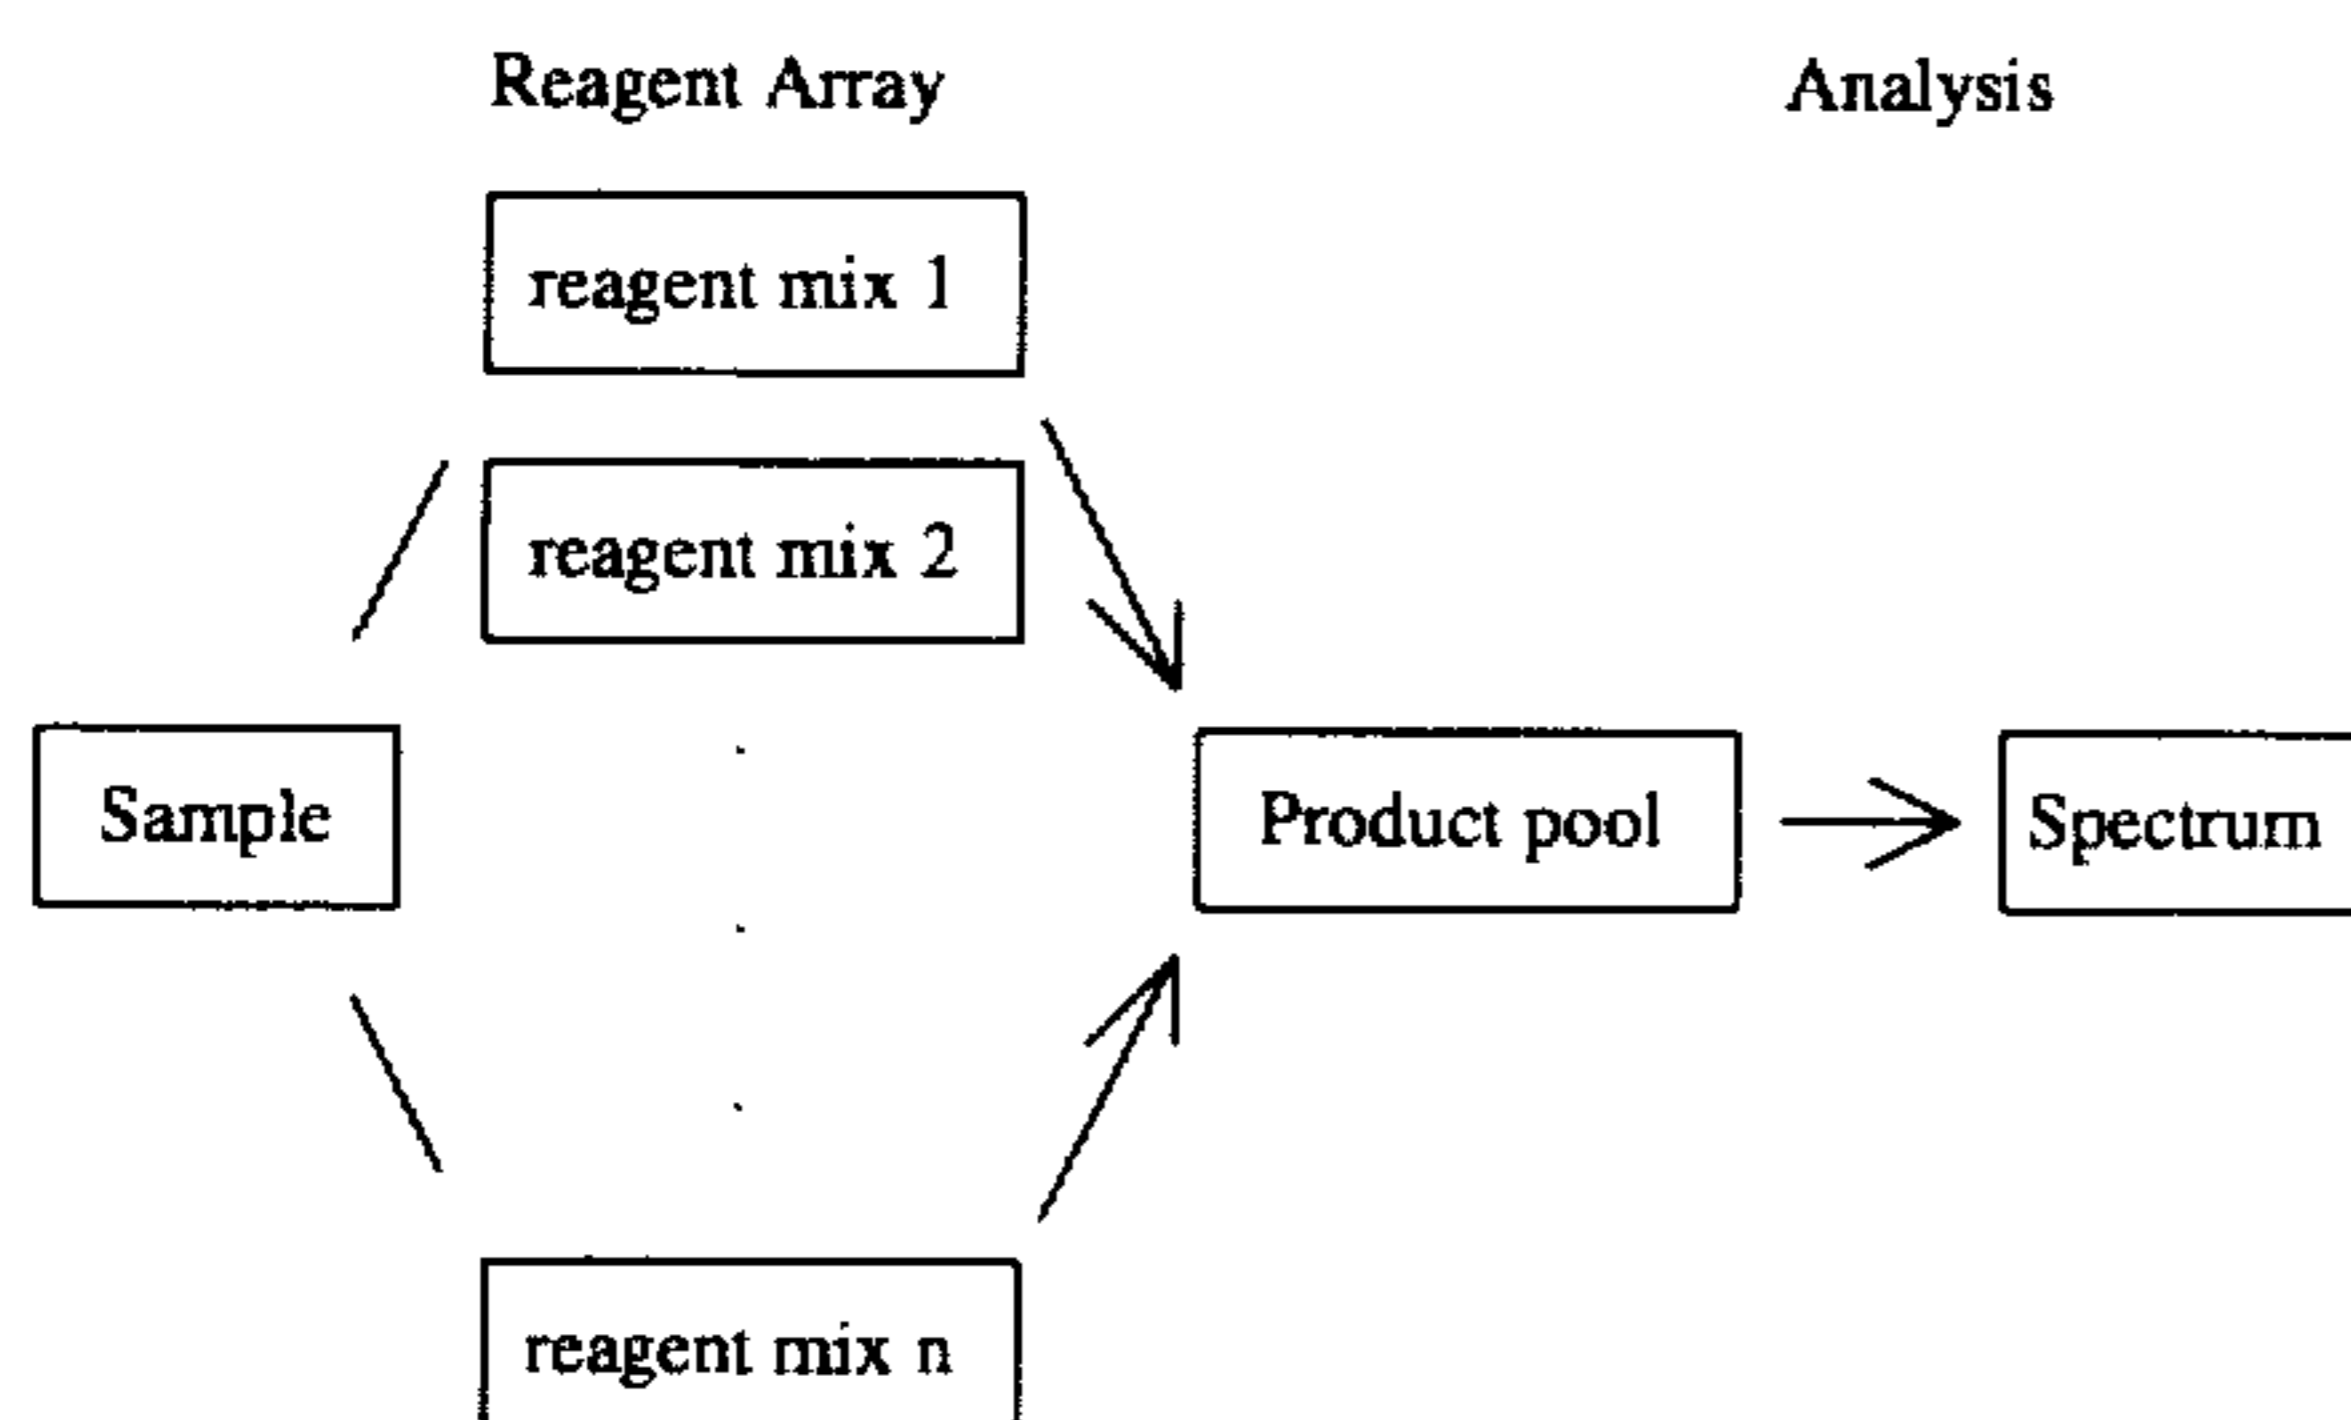 Reagent Array
Analysis
reagent mix 1
reagent mix 2
Sample
Product pool
Spectrum
reagent mix n